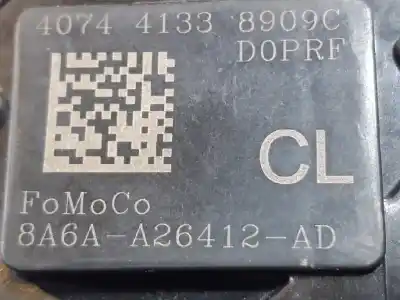 4074 4133 8909C
D0PRF
CL
FoMoCo
8A6A-A26412-AD